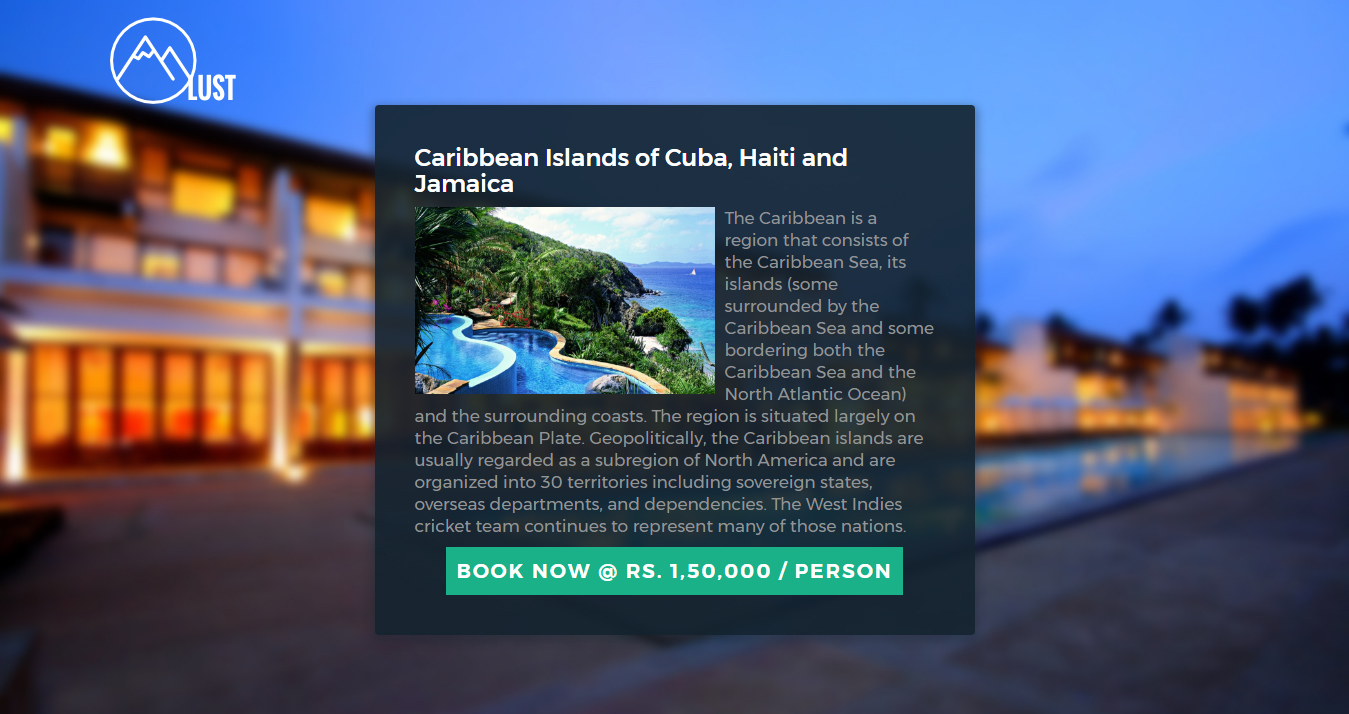 LUST
Caribbean Islands of Cuba, Haiti and
Jamaica
The Caribbean is a
region that consists of
the Caribbean Sea, its
islands (some
surrounded by the
Caribbean Sea and some
bordering both the
Caribbean Sea and the
North Atlantic Ocean)
and the surrounding coasts. The region is situated largely on
the Caribbean Plate. Geopolitically, the Caribbean islands are
usually regarded as a subregion of North America and are
organized into 30 territories including sovereign states,
overseas departments, and dependencies. The West Indies
cricket team continues to represent many of those nations.
BOOK NOW @ RS. 1,50,000 / PERSON